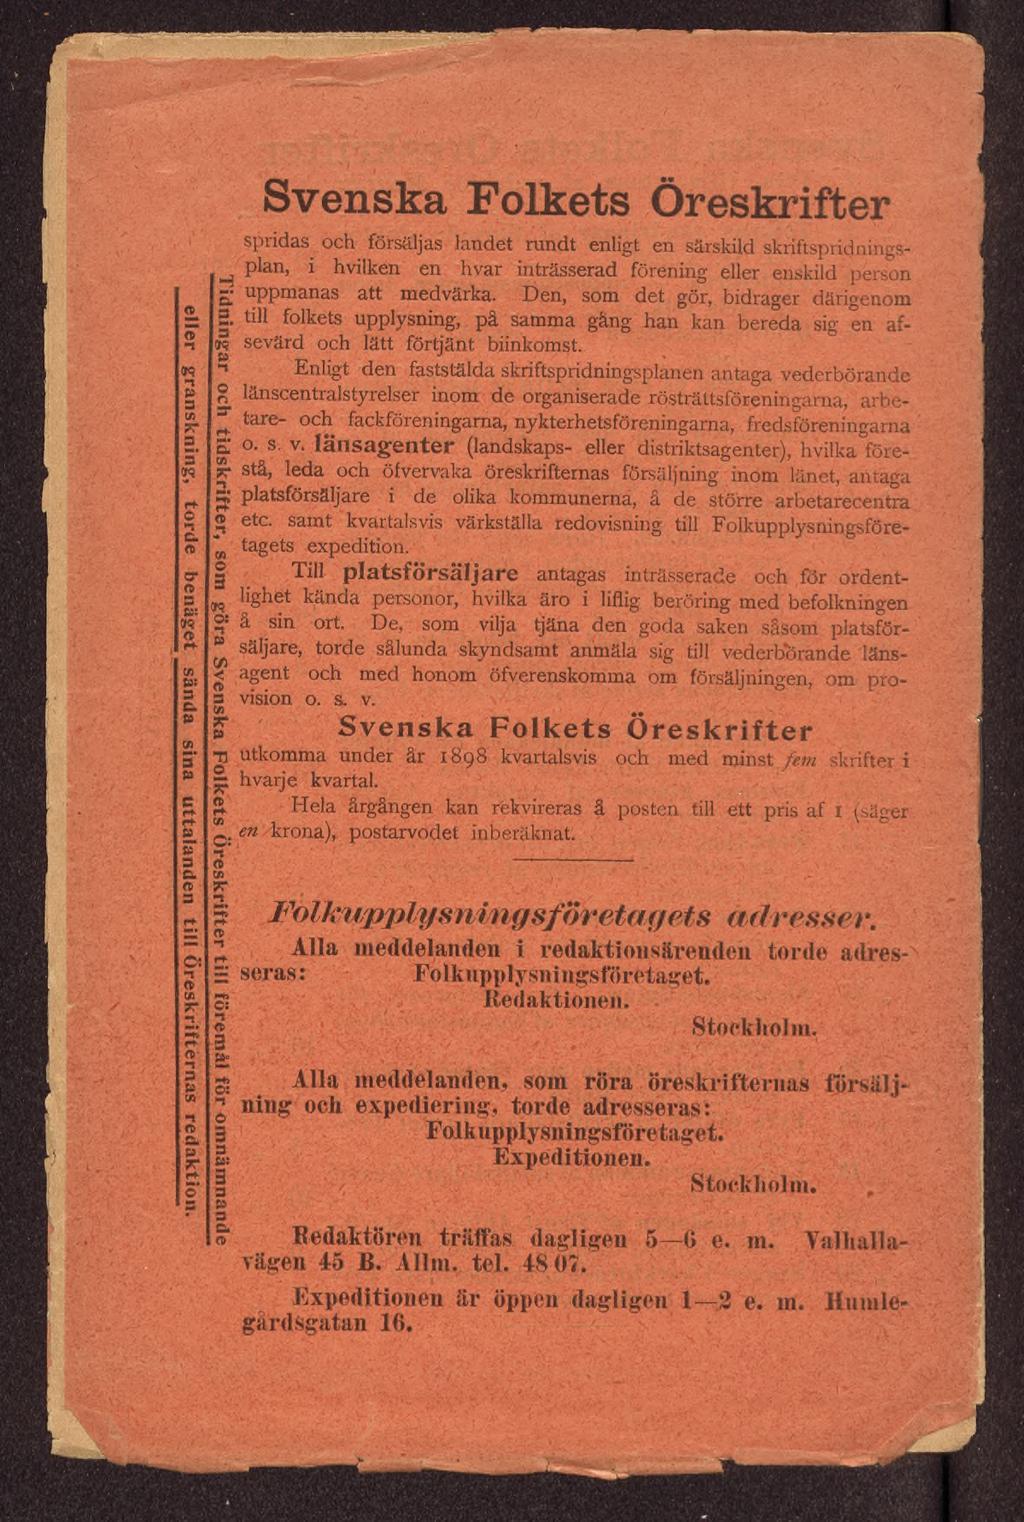 Svenska Folkets Öreskrifter
spridas och försäljas landet rundt enligt en särskild skriftspridnings-
plan, i hvilken en hvar inträsserad förening eller enskild person
uppmanas att medvärka. Den, som det gör, bidrager därigenom
till folkets upplysning, på samma gång han kan bereda sig en af-
sevärd och lätt förtjänt biinkomst.
Enligt den faststälda skriftspridningsplanen antaga vederbörande
länscentralstyrelser inom de organiserade rösträttsföreningarna, arbe-
tare- och fackföreningarna, nykterhetsföreningarna, fredsföreningarna
o. s. v. länsagenter (landskaps- eller distriktsagenter), hvilka före-
stå, leda och öfvervaka öreskrifternas försäljning inom länet, antaga
platsförsäljare i de olika kommunerna, å de större arbetarecentra
etc. samt kvartalsvis värkställa redovisning till Folkupplysningsföre-
tagets expedition.
Till platsförsäljare antagas inträsserade och för ordent-
lighet kända personor, hvilka äro i liflig beröring med befolkningen
å sin ort. De, som vilja tjäna den goda saken såsom platsför-
säljare, torde sålunda skyndsamt anmäla sig till vederbörande läns-
agent och med honom öfverenskomma om försäljningen, om pro-
vision o. s. v.
Svenska Folkets Öreskrifter
utkomma under år 1898 kvartalsvis och med minst fem skrifter i
hvarje kvartal.
Hela årgången kan rekvireras å posten till ett pris af 1 (säger
en krona), postarvodet inberäknat.
Folkupplysningsföretagets adresser.
Alla meddelanden i redaktionsärenden torde adres-
seras: Folkupplysningsföretaget.
Redaktionen.
Stockholm.
Alla meddelanden, som röra öreskrifternas försälj-
ning och expediering, torde adresseras:
Folkupplysningsföretaget.
Expeditionen.
Stockholm.
Redaktören träffas dagligen 5—6 e. m. Valhalla-
vägen 45 B. Allm. tel. 48 07.
Expeditionen är öppen dagligen 1—2 e. m. Humle-
gårdsgatan 16.
Tidningar och tidskrifter, som göra Svenska Folkets Öreskrifter till föremål för omnämnande
eller granskning, torde benäget sända sina uttalanden till Öreskrifternas redaktion.